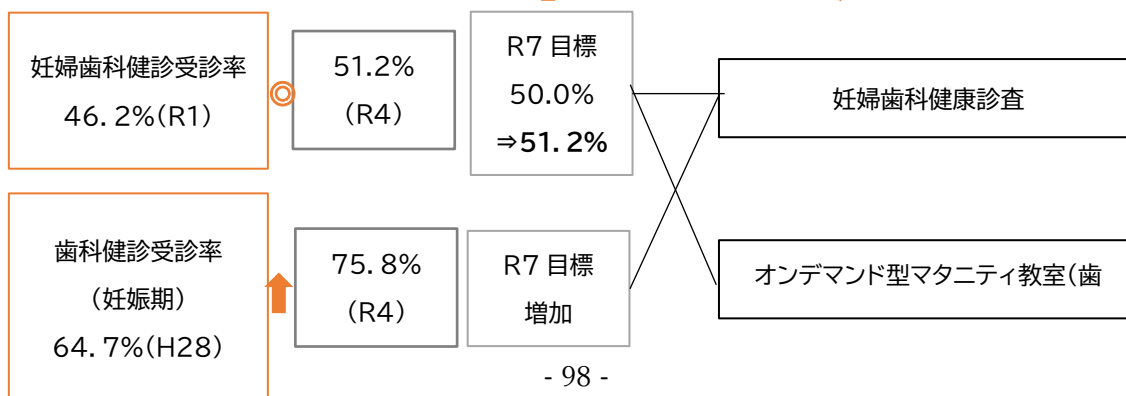 妊婦歯科健診受診率
46.2%(R1)
◎
51.2%
(R4)
R7 目標
50.0%
⇒51.2%
妊婦歯科健康診査
歯科健診受診率
(妊娠期)
64.7%(H28)
75.8%
(R4)
R7 目標
増加
オンデマンド型マタニティ教室(歯
- 98 -